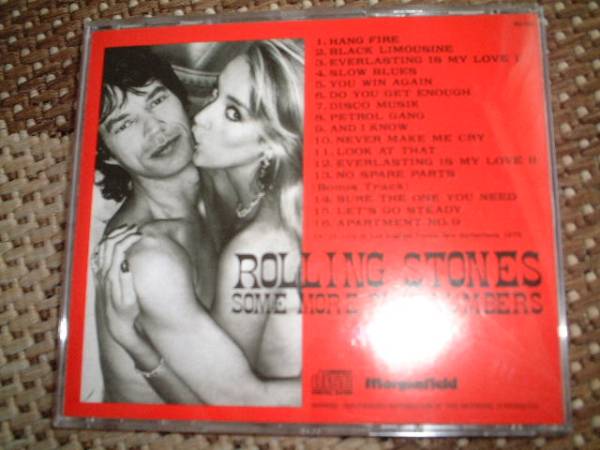 1. HANG FIRE
2. BLACK LIMOUSINE
3. EVERLASTING IS MY LOVE I
4. SLOW BLUES
5. YOU WIN AGAIN
6. DO YOU GET ENOUGH
7. DISCO MUSIK
8. PETROL GANG
9. AND I KNOW
10. NEVER MAKE ME CRY
11. LOOK AT THAT
12. EVERLASTING IS MY LOVE II
13. NO SPARE PARTS
Bonus Track:
14. SURE THE ONE YOU NEED
15. LET'S GO STEADY
16. APARTMENT NO.9
ROLLING STONES
SOME MORE
Morganfield